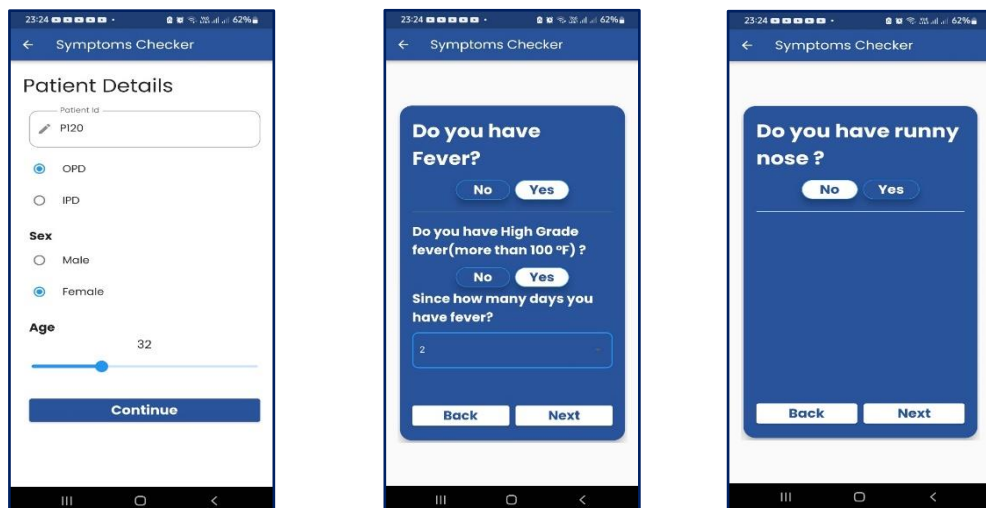 23:24
62%
Symptoms Checker
Patient Details
Patient Id
P120
OPD
IPD
Sex
Male
Female
Age
32
Continue
23:24
62%
Symptoms Checker
Do you have
Fever?
No Yes
Do you have High Grade
fever(more than 100 °F) ?
No Yes
Since how many days you
have fever?
2
Back Next
23:24
62%
Symptoms Checker
Do you have runny
nose ?
No Yes
Back Next